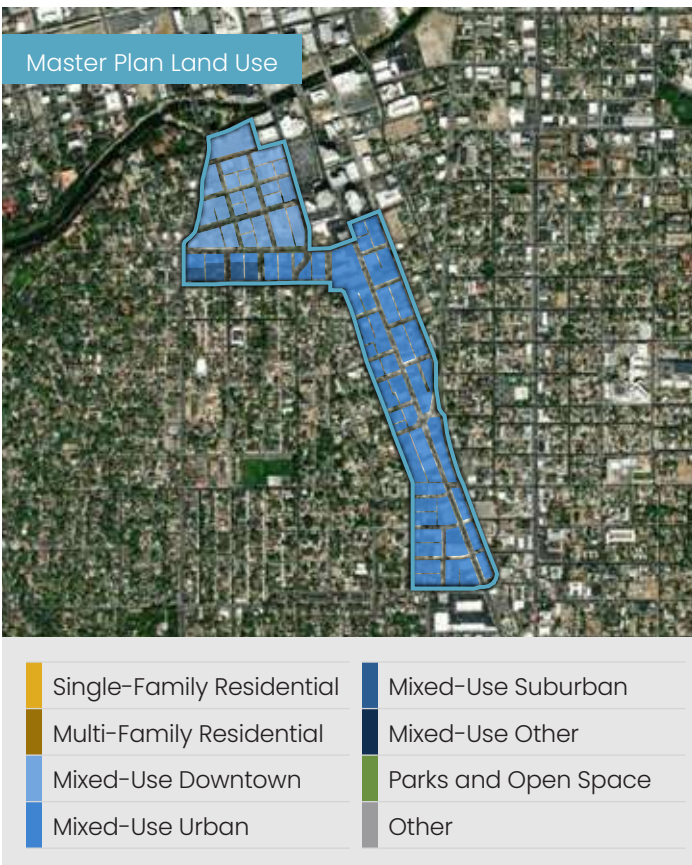 Master Plan Land Use
Single-Family Residential
Multi-Family Residential
Mixed-Use Downtown
Mixed-Use Urban
Mixed-Use Suburban
Mixed-Use Other
Parks and Open Space
Other